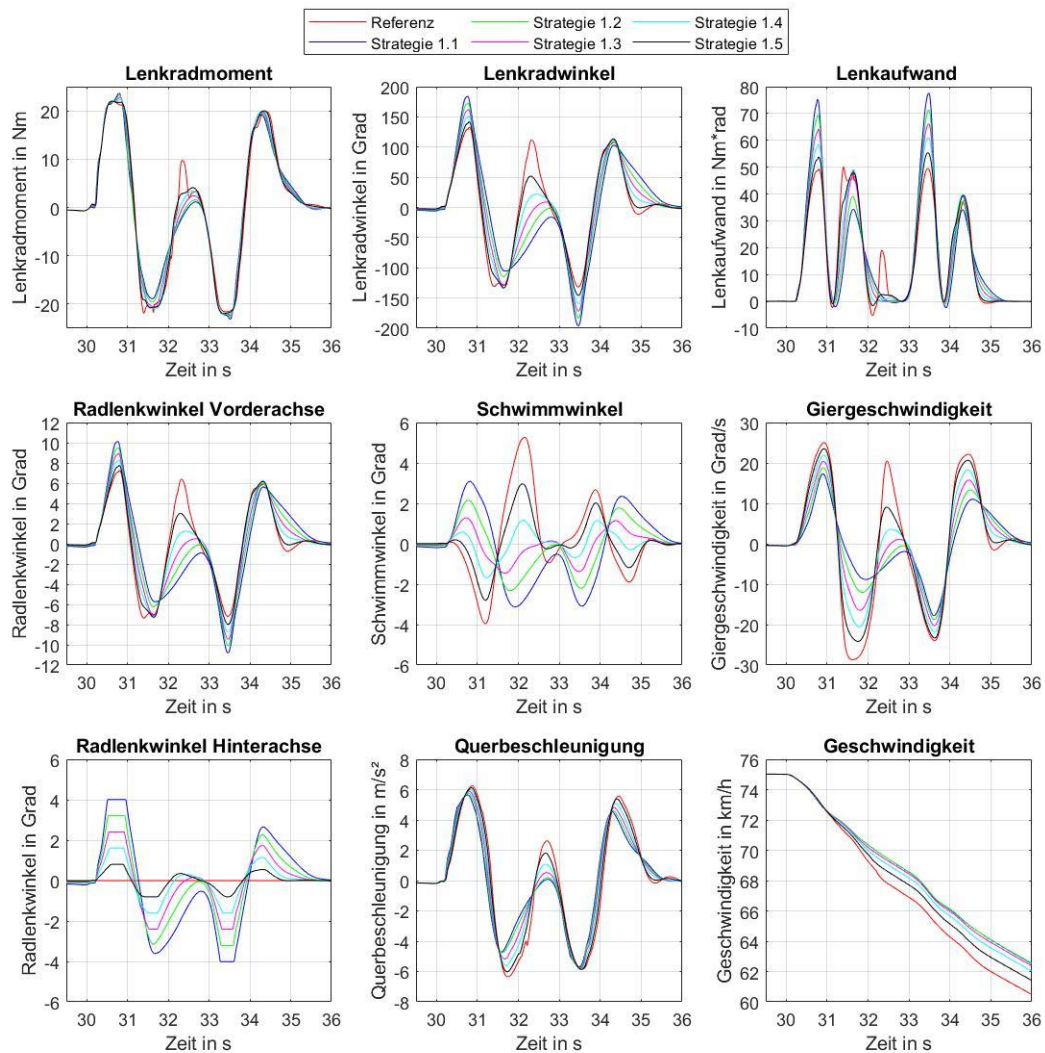 Referenz
Strategie 1.2
Strategie 1.4
Strategie 1.1
Strategie 1.3
Strategie 1.5
Lenkradmoment
Lenkradmoment in Nm
20
10
0
-10
-20
30 31 32 33 34 35 36
Zeit in s
Lenkradwinkel
Lenkradwinkel in Grad
200
150
100
50
0
-50
-100
-150
-200
30 31 32 33 34 35 36
Zeit in s
Lenkaufwand
Lenkaufwand in Nm*rad
80
70
60
50
40
30
20
10
0
-10
30 31 32 33 34 35 36
Zeit in s
Radlenkwinkel Vorderachse
Radlenkwinkel in Grad
12
10
8
6
4
2
0
-2
-4
-6
-8
-10
-12
30 31 32 33 34 35 36
Zeit in s
Schwimmwinkel
Schwimmwinkel in Grad
6
4
2
0
-2
-4
-6
30 31 32 33 34 35 36
Zeit in s
Giergeschwindigkeit
Giergeschwindigkeit in Grad/s
30
20
10
0
-10
-20
-30
30 31 32 33 34 35 36
Zeit in s
Radlenkwinkel Hinterachse
Radlenkwinkel in Grad
6
4
2
0
-2
-4
-6
30 31 32 33 34 35 36
Zeit in s
Querbeschleunigung
Querbeschleunigung in m/s²
8
6
4
2
0
-2
-4
-6
-8
30 31 32 33 34 35 36
Zeit in s
Geschwindigkeit
Geschwindigkeit in km/h
76
74
72
70
68
66
64
62
60
30 31 32 33 34 35 36
Zeit in s